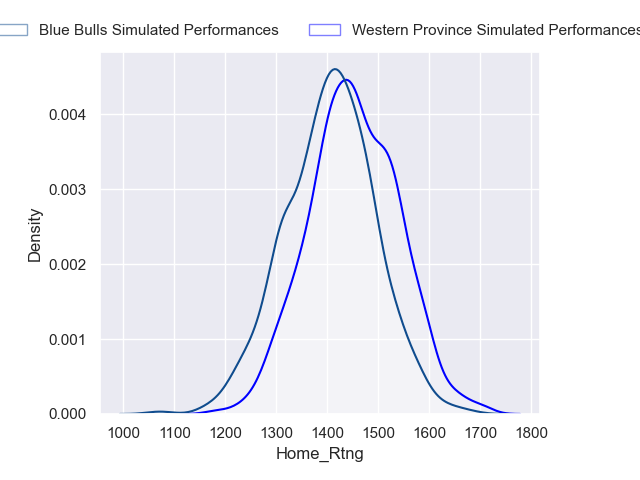 Blue Bulls Simulated Performances Western Province Simulated Performances
0.004
0.003
0.002
0.001
0.000
Density
1000 1100 1200 1300 1400 1500 1600 1700 1800
Home_Rtng